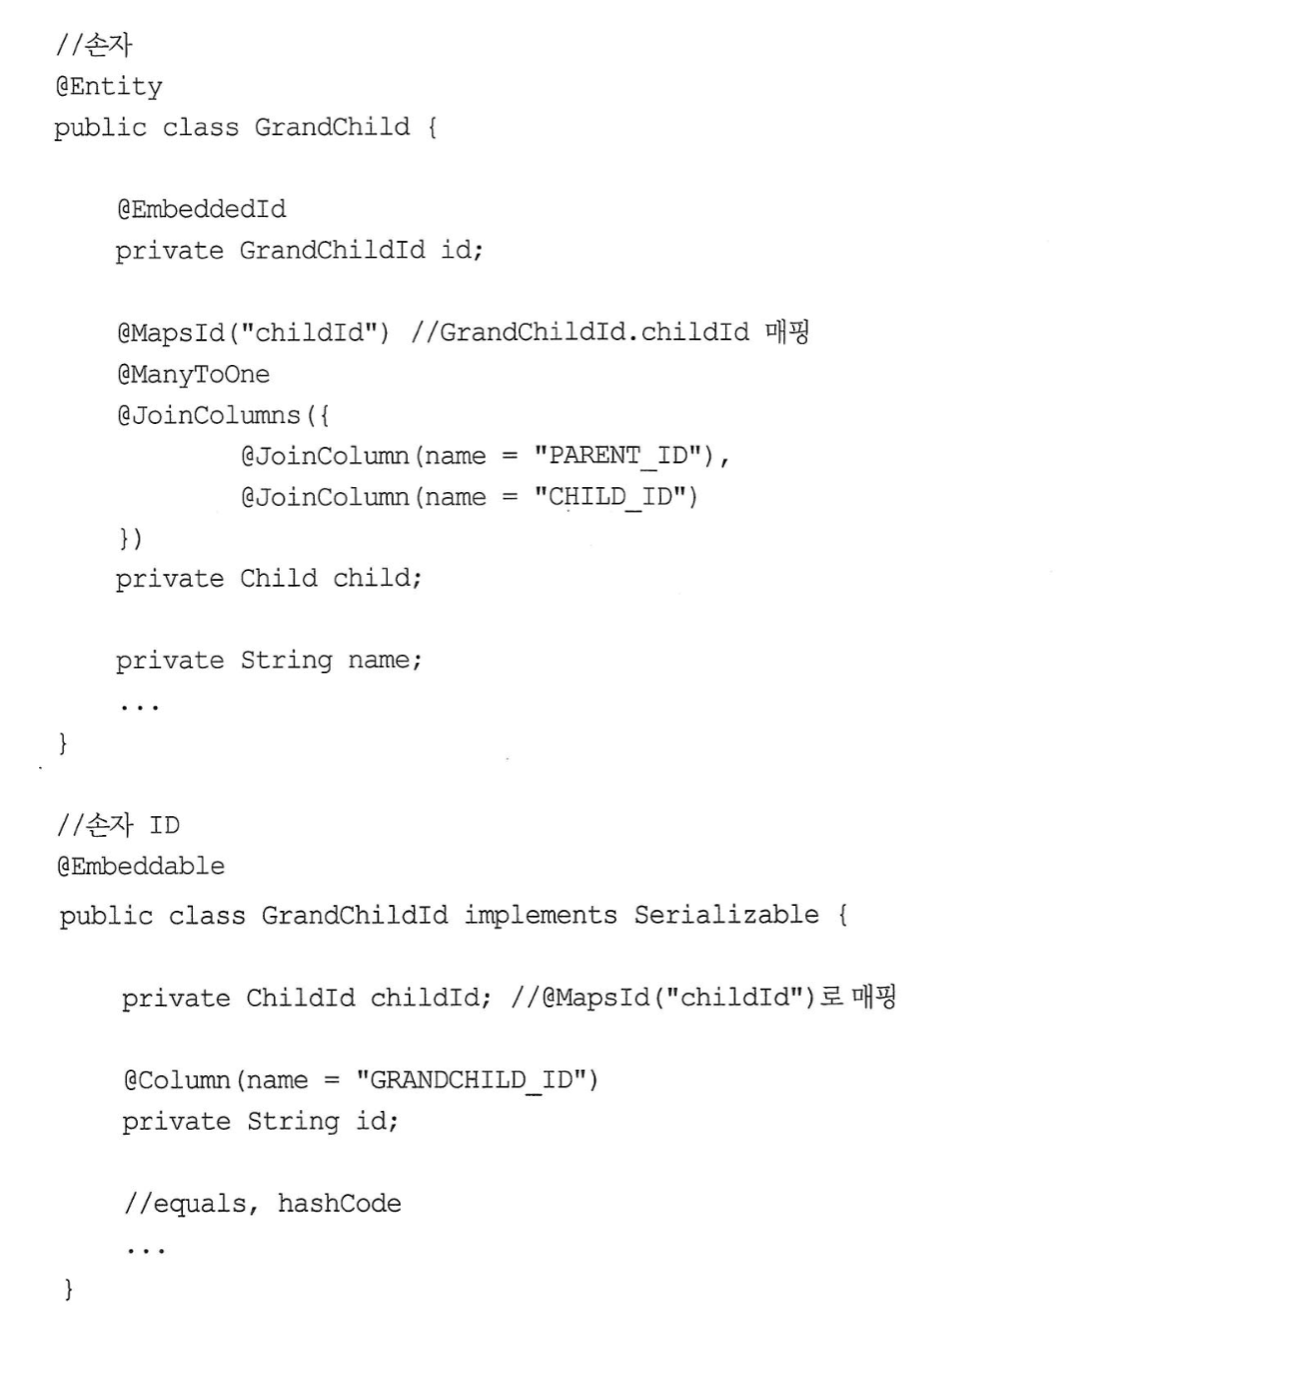 //손자
@Entity
public class GrandChild {
@EmbeddedId
private GrandChildId id;
@MapsId("childId") //GrandChildId.childId 매핑
@ManyToOne
@JoinColumns({
@JoinColumn(name = "PARENT_ID"),
@JoinColumn(name = "CHILD_ID")
})
private Child child;
private String name;
...
}
//손자 ID
@Embeddable
public class GrandChildId implements Serializable {
private ChildId childId; //@MapsId("childId")로 매핑
@Column(name = "GRANDCHILD_ID")
private String id;
//equals, hashCode
...
}